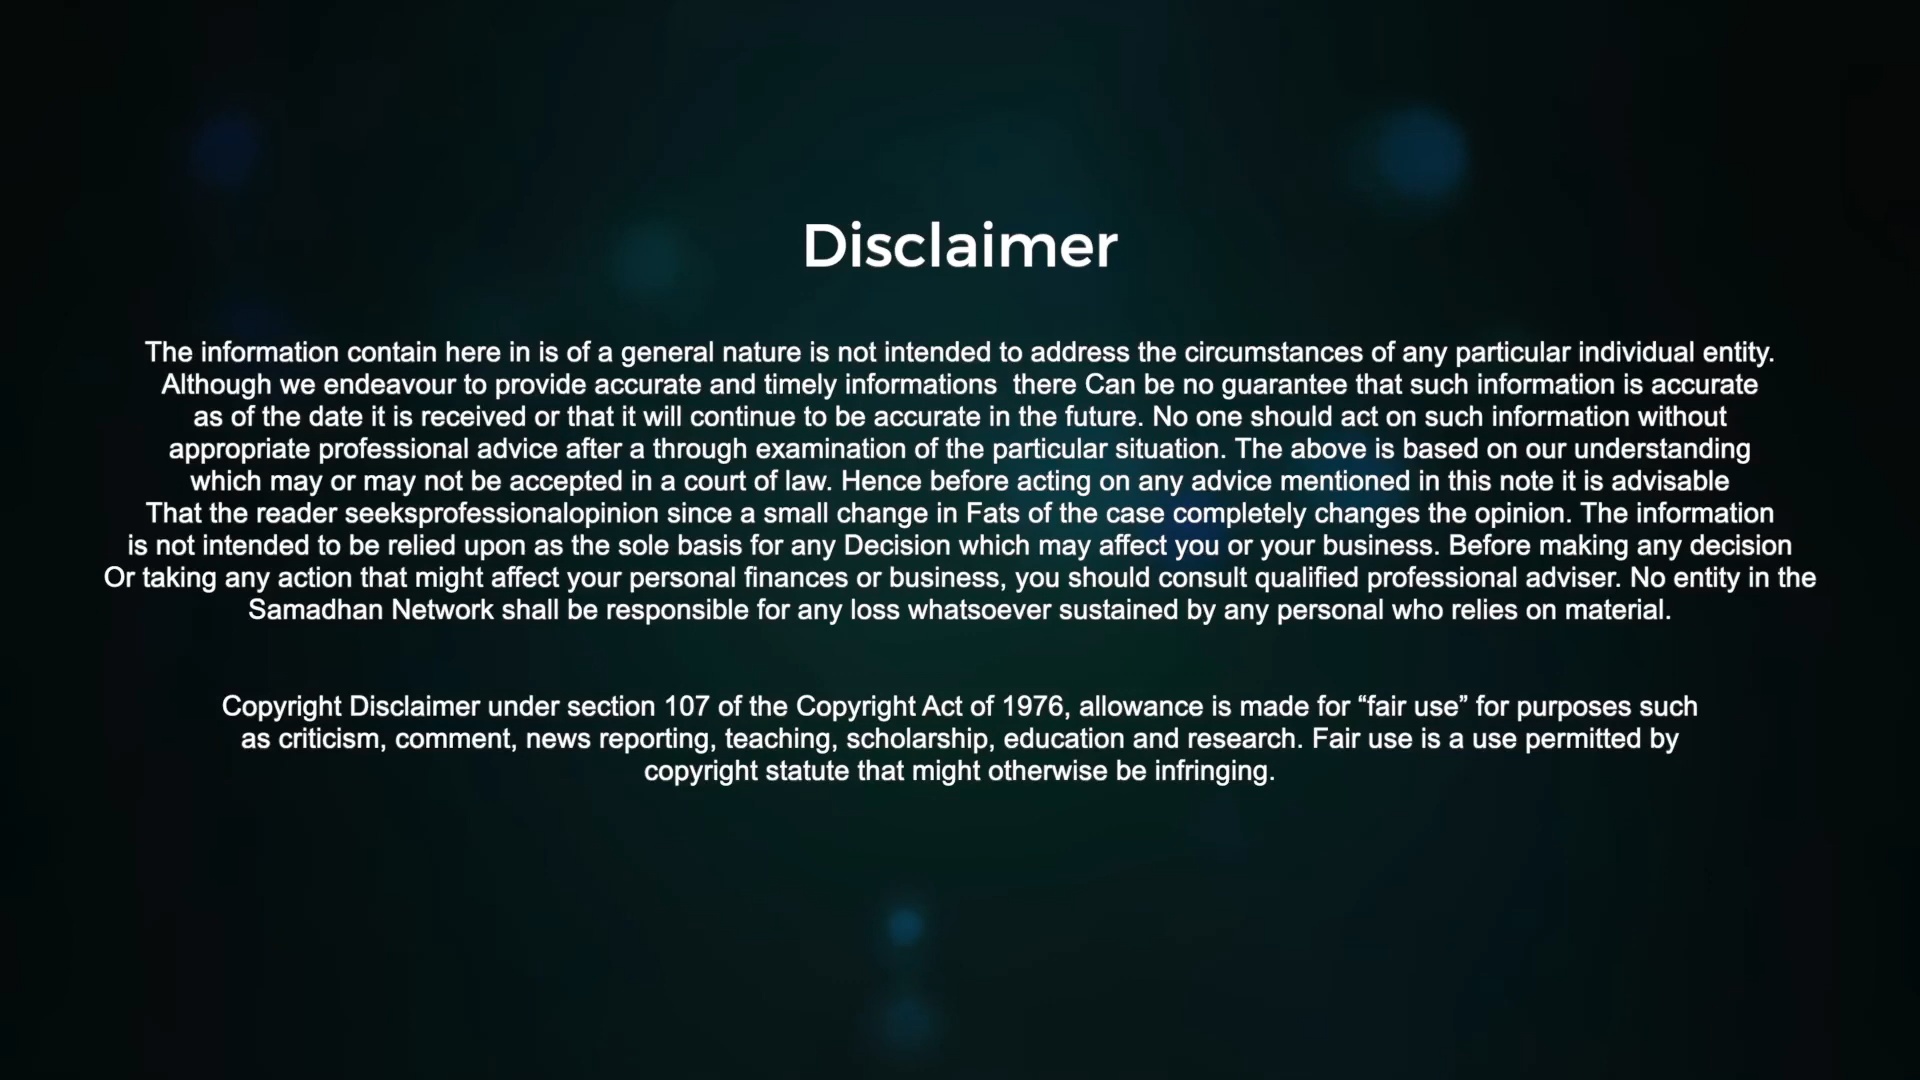 Disclaimer
The information contain here in is of a general nature is not intended to address the circumstances of any particular individual entity.
Although we endeavour to provide accurate and timely informations  there Can be no guarantee that such information is accurate
as of the date it is received or that it will continue to be accurate in the future. No one should act on such information without
appropriate professional advice after a through examination of the particular situation. The above is based on our understanding
which may or may not be accepted in a court of law. Hence before acting on any advice mentioned in this note it is advisable
That the reader seeksprofessionalopinion since a small change in Fats of the case completely changes the opinion. The information
is not intended to be relied upon as the sole basis for any Decision which may affect you or your business. Before making any decision
Or taking any action that might affect your personal finances or business, you should consult qualified professional adviser. No entity in the
Samadhan Network shall be responsible for any loss whatsoever sustained by any personal who relies on material.
Copyright Disclaimer under section 107 of the Copyright Act of 1976, allowance is made for “fair use” for purposes such
as criticism, comment, news reporting, teaching, scholarship, education and research. Fair use is a use permitted by
copyright statute that might otherwise be infringing.